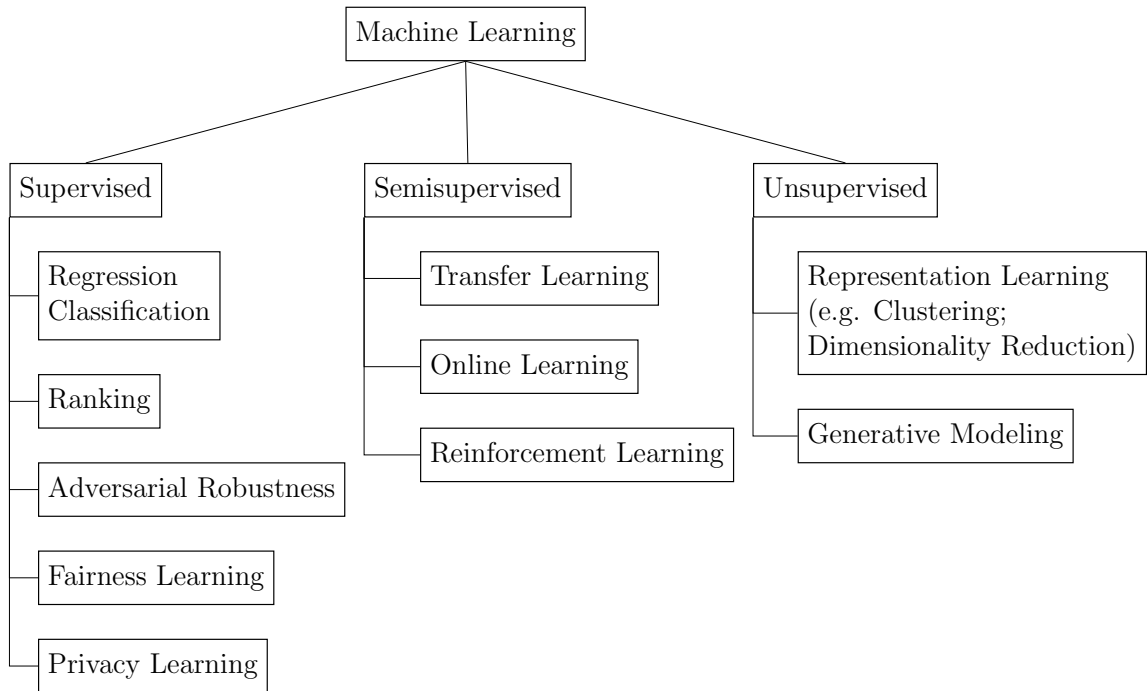 Machine Learning
Supervised
Semisupervised
Unsupervised
Regression
Classification
Ranking
Adversarial Robustness
Fairness Learning
Privacy Learning
Transfer Learning
Online Learning
Reinforcement Learning
Representation Learning
(e.g. Clustering;
Dimensionality Reduction)
Generative Modeling